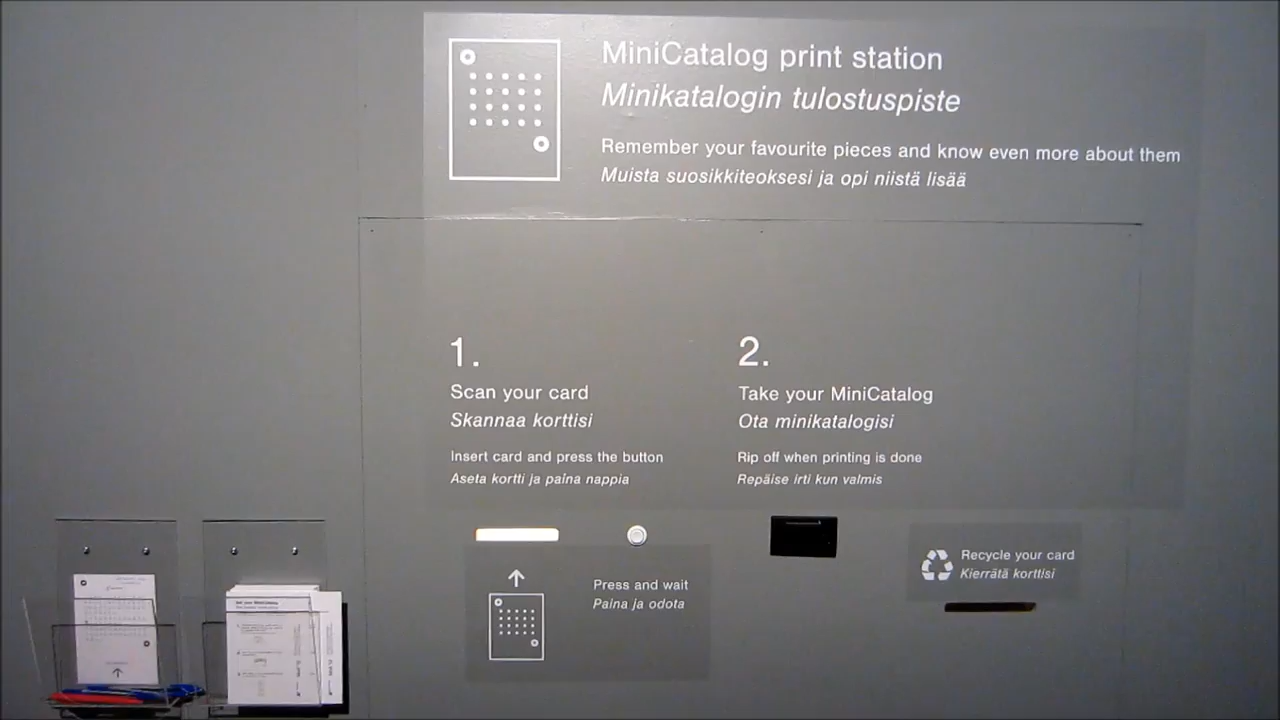 MiniCatalog print station
Minikatalogin tulostuspiste
Remember your favourite pieces and know even more about them
Muista suosikkiteoksesi ja opi niistä lisää
1.
Scan your card
Skannaa korttisi
Insert card and press the button
Aseta kortti ja paina nappia
2.
Take your MiniCatalog
Ota minikatalogisi
Rip off when printing is done
Repäise irti kun valmis
Press and wait
Paina ja odota
Recycle your card
Kierrätä korttisi